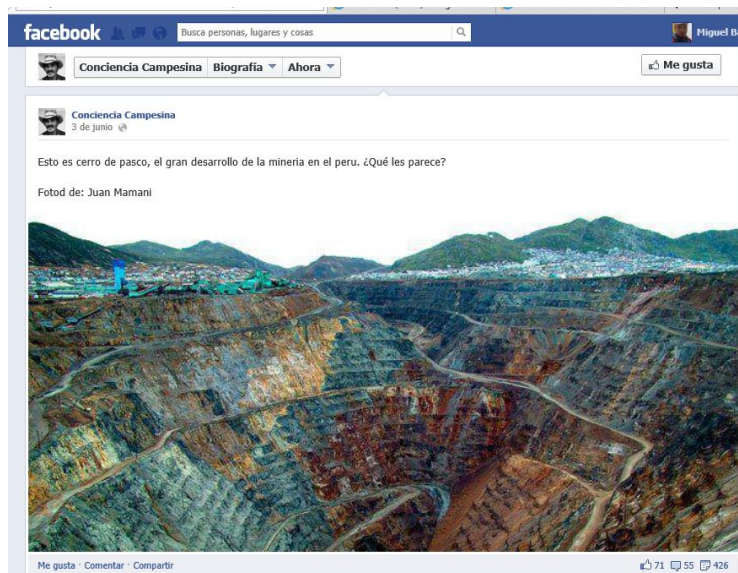 facebook
Busca personas, lugares y cosas
Miguel
Conciencia Campesina Biografía Ahora
Me gusta
Conciencia Campesina
3 de junio
Esto es cerro de pasco, el gran desarrollo de la mineria en el peru. ¿Qué les parece?
Fotod de: Juan Mamani
Me gusta · Comentar · Compartir
71 55 426